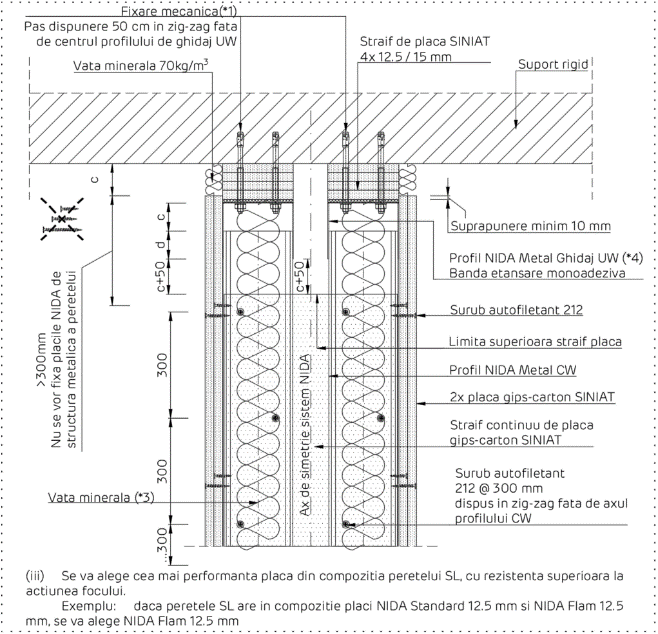 Fixare mecanica(*1)
Pas dispunere 50 cm in zig-zag fata
de centrul profilului de ghidaj UW
Vata minerala 70kg/m³
Straif de placa SINIAT
4x 12.5 / 15 mm
Suport rigid
c
c
d
c+50
c+50
Suprapunere minim 10 mm
Profil NIDA Metal Ghidaj UW (*4)
Banda etansare monoadeziva
Surub autofiletant 212
Limita superioara straif placa
Profil NIDA Metal CW
2x placa gips-carton SINIAT
Straif continuu de placa
gips-carton SINIAT
Surub autofiletant
212 @ 300 mm
dispus in zig-zag fata de axul
profilului CW
>300mm
Nu se vor fixa placile NIDA de
structura metalica a peretelui
300
300
300
Ax de simetrie sistem NIDA
Vata minerala (*3)
(iii) Se va alege cea mai performanta placa din compozitia peretelui SL, cu rezistenta superioara la
actiunea focului.
Exemplu: daca peretele SL are in compozitie placi NIDA Standard 12.5 mm si NIDA Flam 12.5
mm, se va alege NIDA Flam 12.5 mm